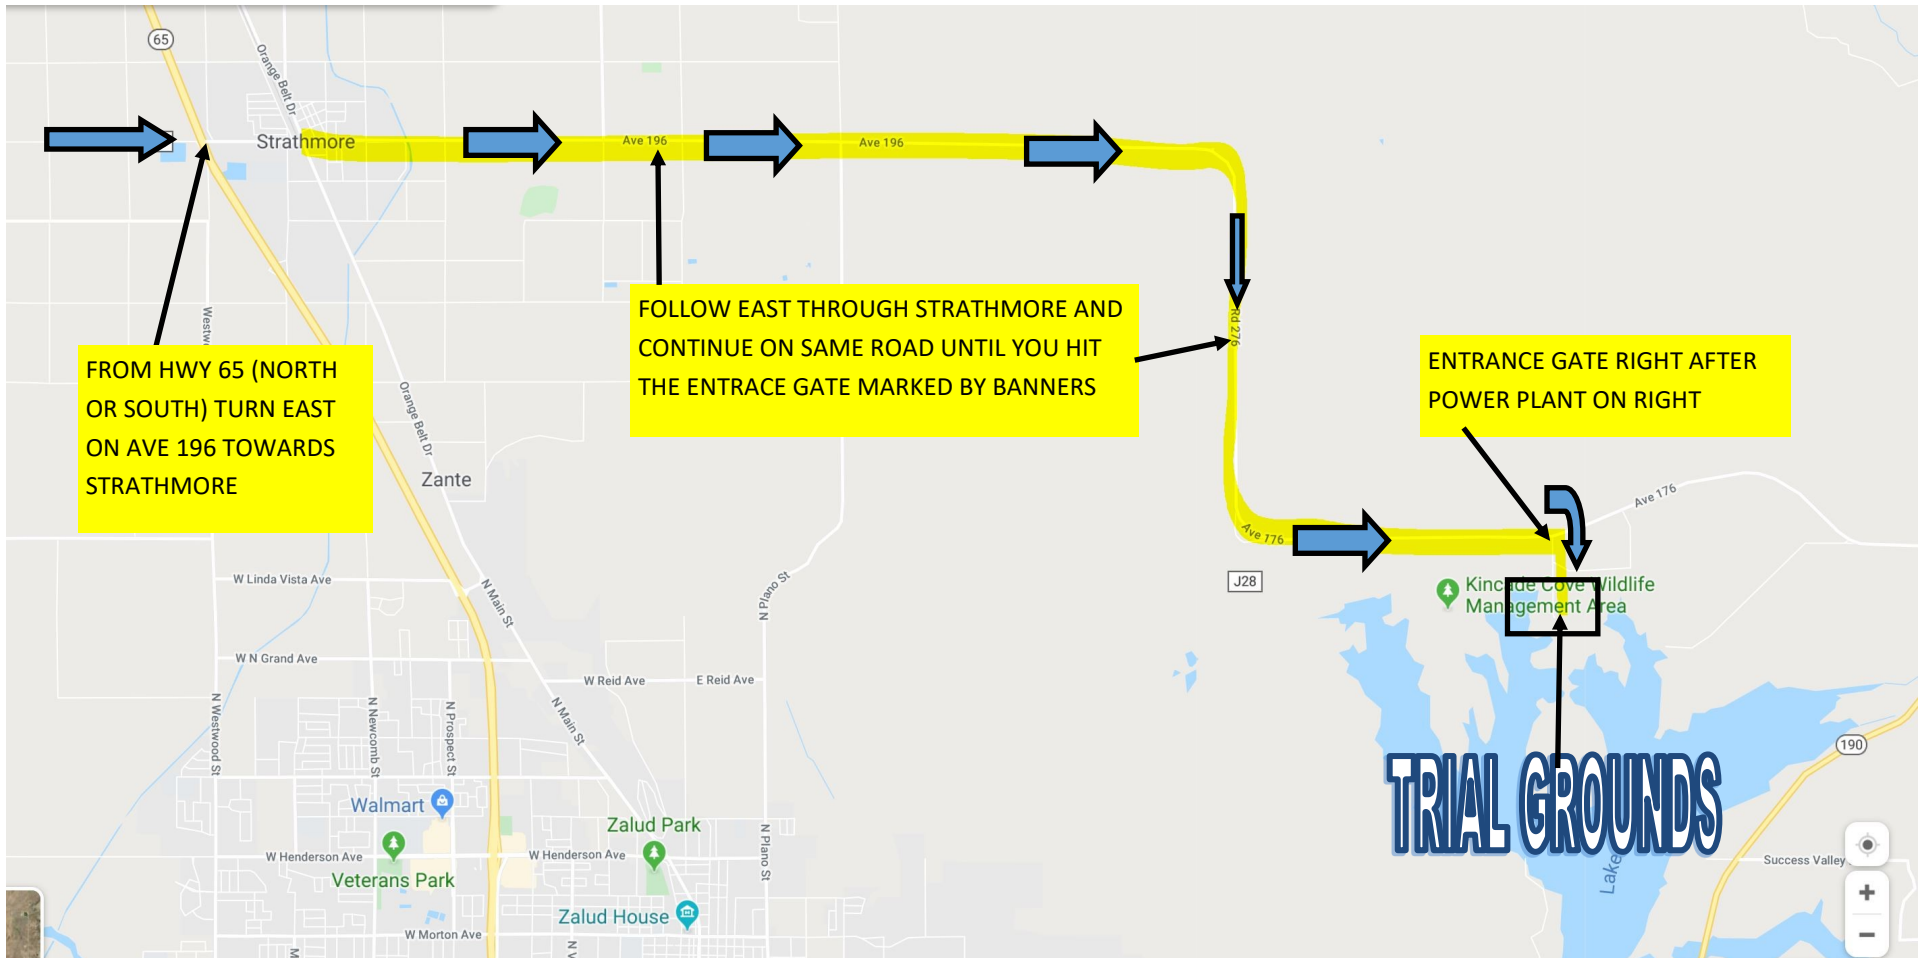 65
Orange Belt Dr
Strathmore
Ave 196
Ave 196
FROM HWY 65 (NORTH
OR SOUTH) TURN EAST
ON AVE 196 TOWARDS
STRATHMORE
FOLLOW EAST THROUGH STRATHMORE AND
CONTINUE ON SAME ROAD UNTIL YOU HIT
THE ENTRACE GATE MARKED BY BANNERS
Rd 276
ENTRANCE GATE RIGHT AFTER
POWER PLANT ON RIGHT
Orange Belt Dr
Zante
Ave 176
Ave 176
J28
Kincade Cove Wildlife
Management Area
W Linda Vista Ave
N Main St
N Plano St
W N Grand Ave
W Reid Ave
E Reid Ave
N Westwood St
N Newcomb St
N Prospect St
N Main St
190
TRIAL GROUNDS
Walmart
Zalud Park
N Plano St
W Henderson Ave
W Henderson Ave
Veterans Park
Success Valley
Lake
Zalud House
W Morton Ave